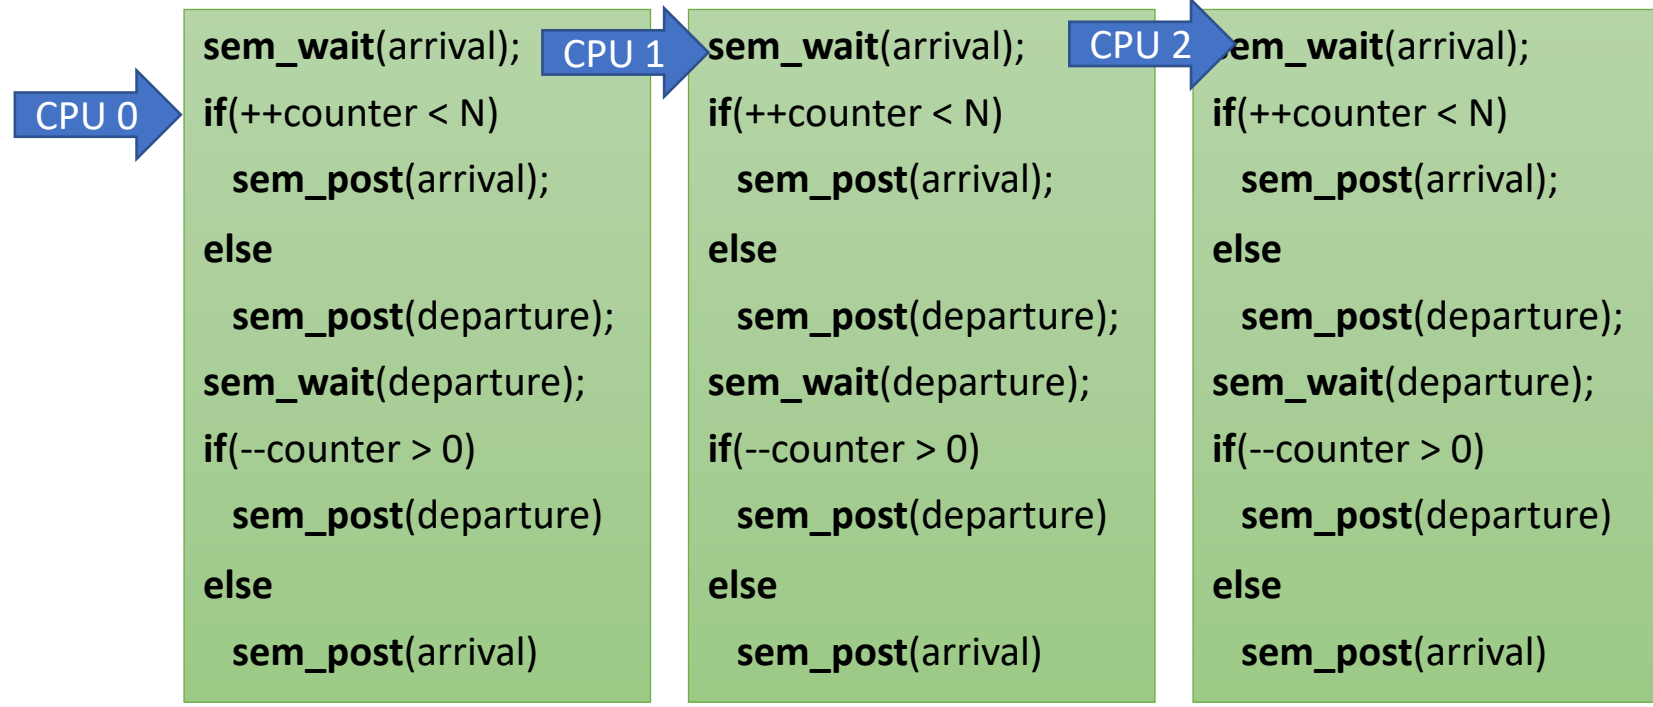 CPU 0
sem_wait(arrival);
if(++counter < N)
sem_post(arrival);
else
sem_post(departure);
sem_wait(departure);
if(--counter > 0)
sem_post(departure)
else
sem_post(arrival)
CPU 1
sem_wait(arrival);
if(++counter < N)
sem_post(arrival);
else
sem_post(departure);
sem_wait(departure);
if(--counter > 0)
sem_post(departure)
else
sem_post(arrival)
CPU 2
sem_wait(arrival);
if(++counter < N)
sem_post(arrival);
else
sem_post(departure);
sem_wait(departure);
if(--counter > 0)
sem_post(departure)
else
sem_post(arrival)